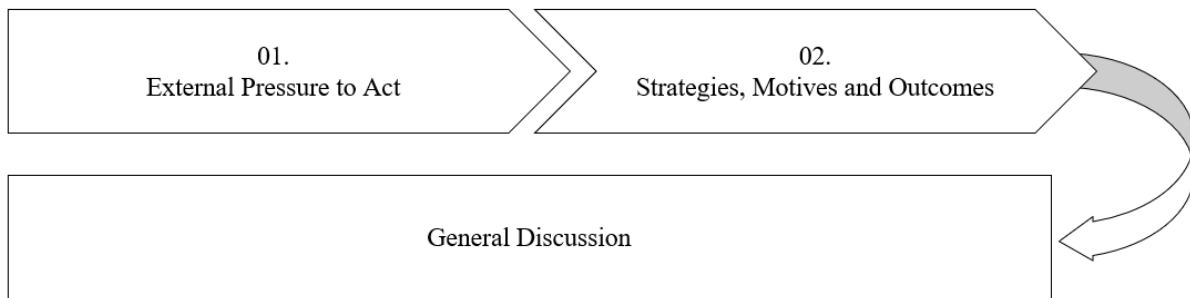 01.
External Pressure to Act
02.
Strategies, Motives and Outcomes
General Discussion